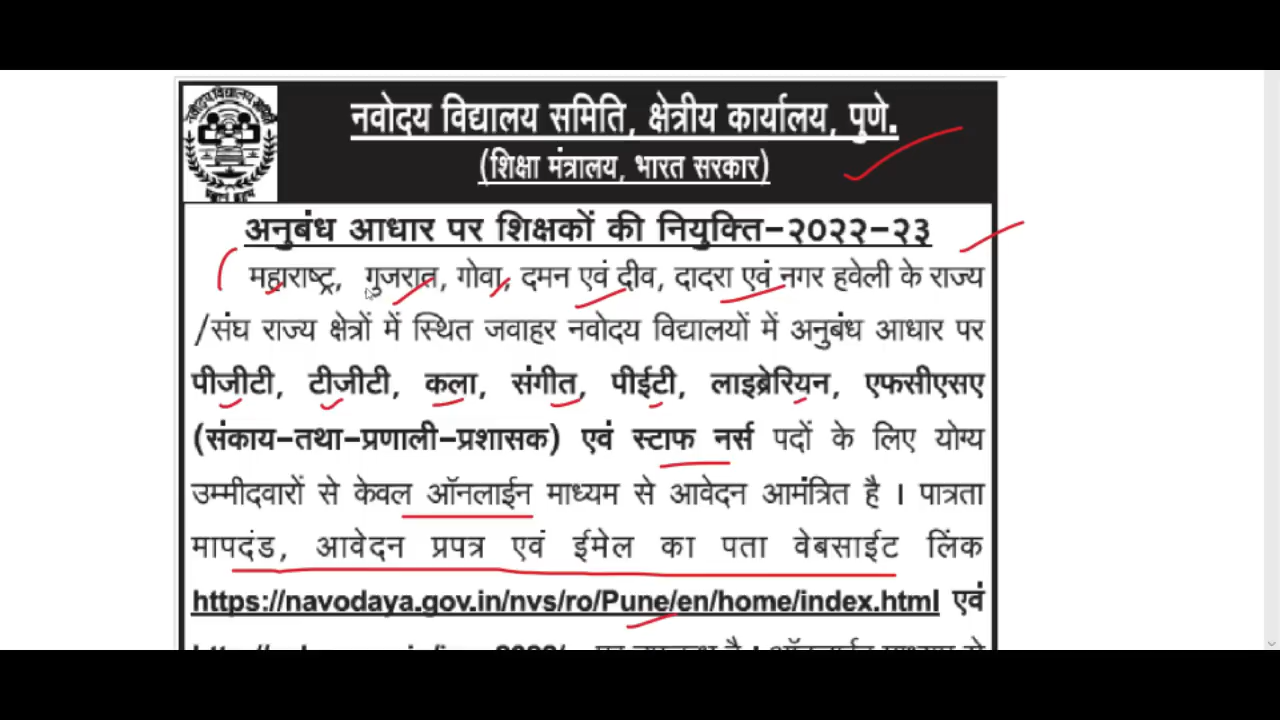 नवोदय विद्यालय समिति, क्षेत्रीय कार्यालय, पुणे.
(शिक्षा मंत्रालय, भारत सरकार)
अनुबंध आधार पर शिक्षकों की नियुक्ति-२०२२-२३
महाराष्ट्र, गुजरात, गोवा, दमन एवं दीव, दादरा एवं नगर हवेली के राज्य
/संघ राज्य क्षेत्रों में स्थित जवाहर नवोदय विद्यालयों में अनुबंध आधार पर
पीजीटी, टीजीटी, कला, संगीत, पीईटी, लाइब्रेरियन, एफसीएसए
(संकाय-तथा-प्रणाली-प्रशासक) एवं स्टाफ नर्स पदों के लिए योग्य
उम्मीदवारों से केवल ऑनलाईन माध्यम से आवेदन आमंत्रित है । पात्रता
मापदंड, आवेदन प्रपत्र एवं ईमेल का पता वेबसाईट लिंक
https://navodaya.gov.in/nvs/ro/Pune/en/home/index.html एवं